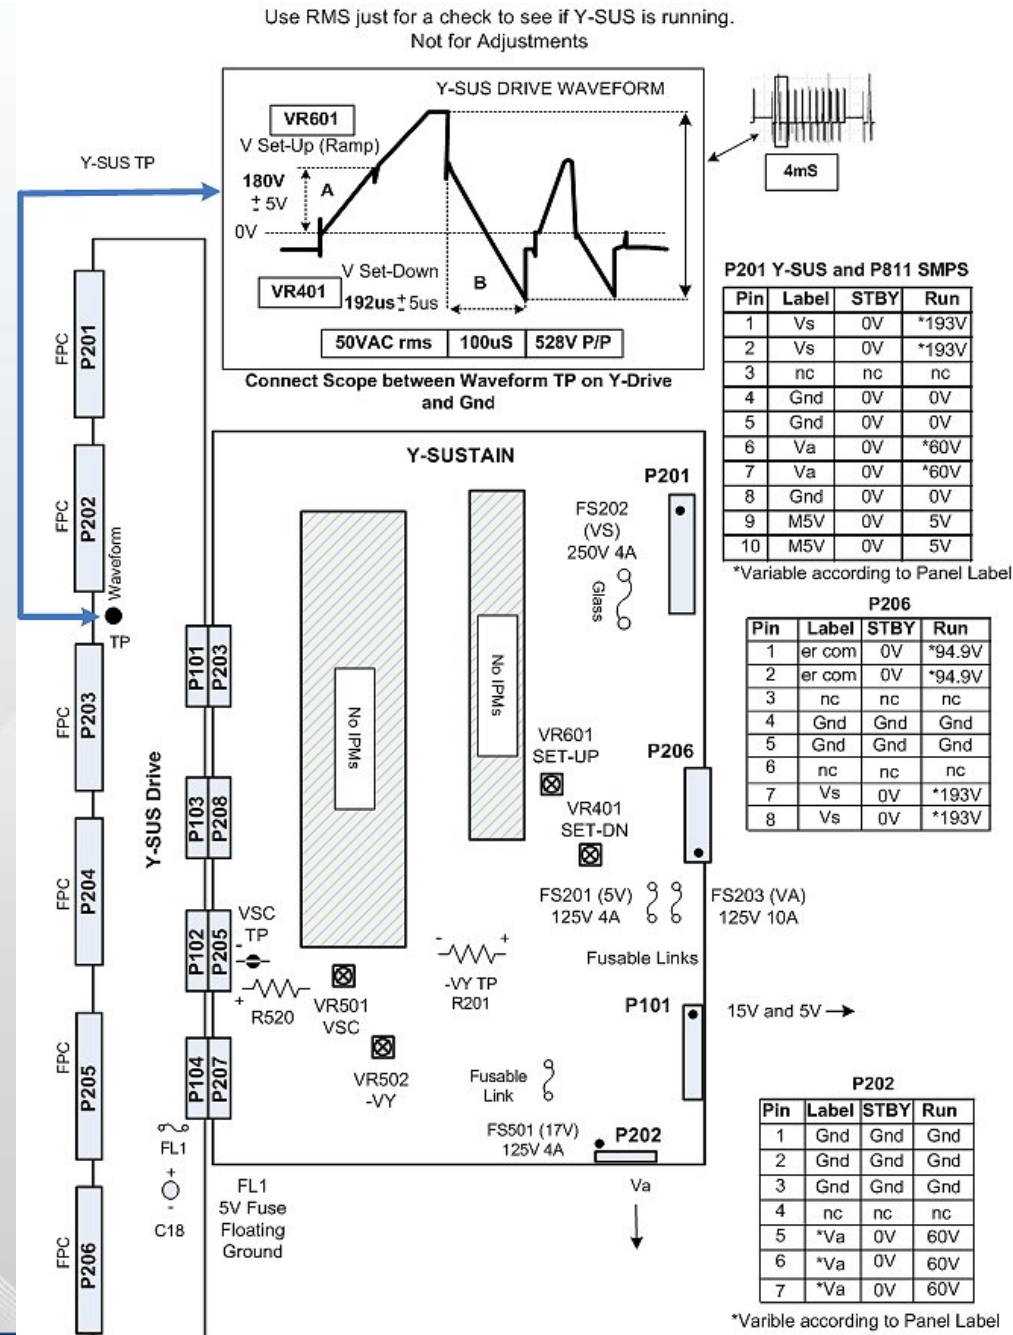 Use RMS just for a check to see if Y-SUS is running.
Not for Adjustments
Y-SUS DRIVE WAVEFORM
VR601
V Set-Up (Ramp)
180V
± 5V
A
0V
V Set-Down
VR401
192us ± 5us
B
50VAC rms 100uS 528V P/P
4mS
Y-SUS TP
Connect Scope between Waveform TP on Y-Drive
and Gnd
P201 Y-SUS and P811 SMPS
Pin Label STBY Run
1 Vs 0V *193V
2 Vs 0V *193V
3 nc nc nc
4 Gnd 0V 0V
5 Gnd 0V 0V
6 Va 0V *60V
7 Va 0V *60V
8 Gnd 0V 0V
9 M5V 0V 5V
10 M5V 0V 5V
*Variable according to Panel Label
P206
Pin Label STBY Run
1 er com 0V *94.9V
2 er com 0V *94.9V
3 nc nc nc
4 Gnd Gnd Gnd
5 Gnd Gnd Gnd
6 nc nc nc
7 Vs 0V *193V
8 Vs 0V *193V
FPC
P201
FPC
P202
Waveform
TP
FPC
P203
FPC
P204
FPC
P205
FPC
P206
Y-SUS Drive
P101 P203
P103 P208
P102 P205
P104 P207
FL1
+
-
C18
FL1
5V Fuse
Floating
Ground
Y-SUSTAIN
No IPMs
No IPMs
P201
FS202
(VS)
250V 4A
Glass
VR601
SET-UP
P206
VR401
SET-DN
FS201 (5V)
125V 4A
FS203 (VA)
125V 10A
Fusable Links
VSC
TP
-
+
R520
VR501
VSC
- +
-VY TP
R201
VR502
-VY
P101
15V and 5V
Fusable
Link
FS501 (17V)
125V 4A
P202
Va
P202
Pin Label STBY Run
1 Gnd Gnd Gnd
2 Gnd Gnd Gnd
3 Gnd Gnd Gnd
4 nc nc nc
5 *Va 0V 60V
6 *Va 0V 60V
7 *Va 0V 60V
*Varible according to Panel Label